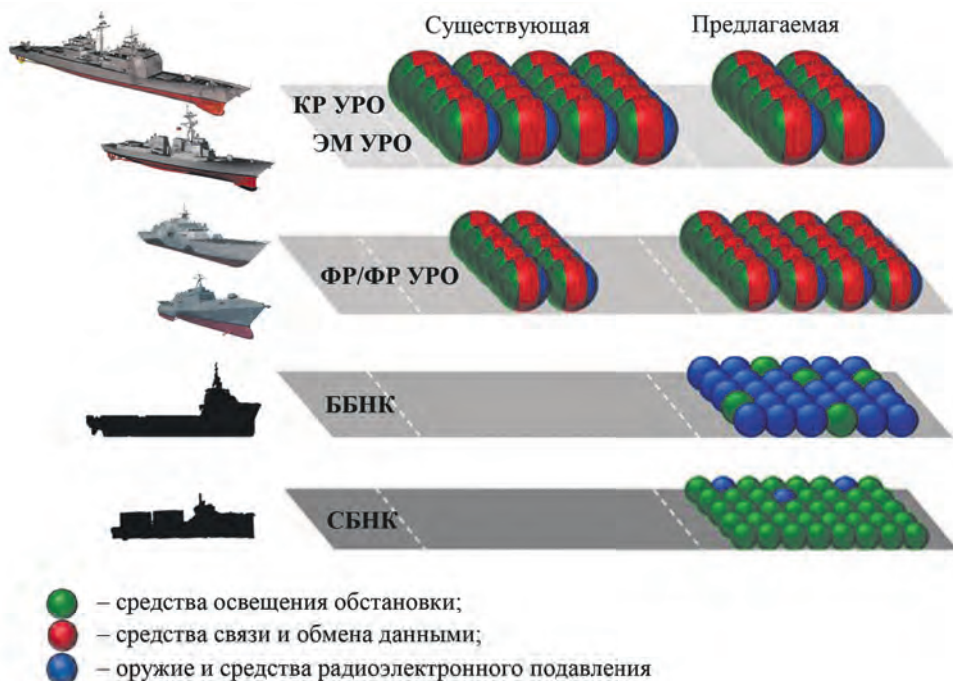 Существующая Предлагаемая
КР УРО
ЭМ УРО
ФР/ФР УРО
ББНК
СБНК
– средства освещения обстановки;
– средства связи и обмена данными;
– оружие и средства радиоэлектронного подавления